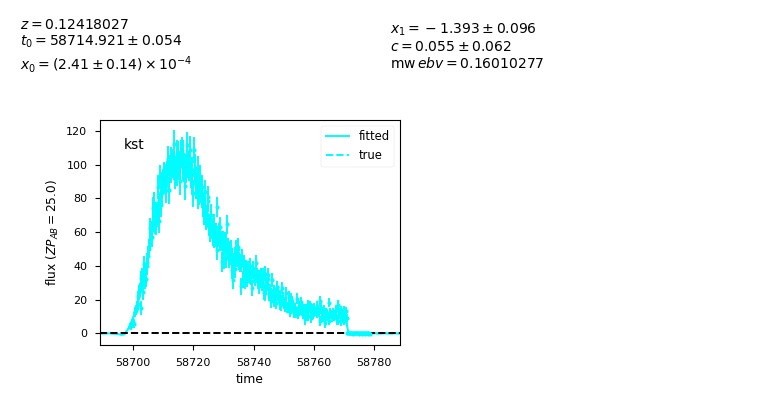 z = 0.12418027
t₀ = 58714.921 ± 0.054
x₀ = (2.41 ± 0.14) × 10⁻⁴
x₁ = −1.393 ± 0.096
c = 0.055 ± 0.062
mw ebv = 0.16010277
kst
fitted
true
flux (ZP_AB = 25.0)
120
100
80
60
40
20
0
58700 58720 58740 58760 58780
time